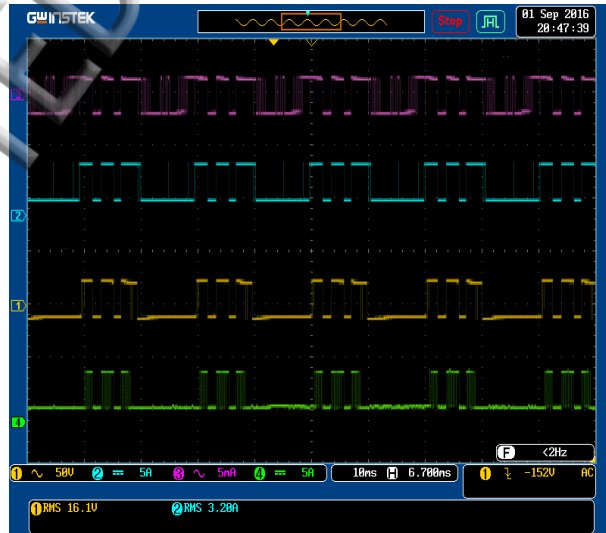 GWINSTEK
Stop
01 Sep 2016
20:47:39
3
2
1
4
F <2Hz
1 50V 2 5A 3 5mA 4 5A 10ms H 6.700ms 1 -152V AC
1 RMS 16.1V 2 RMS 3.20A